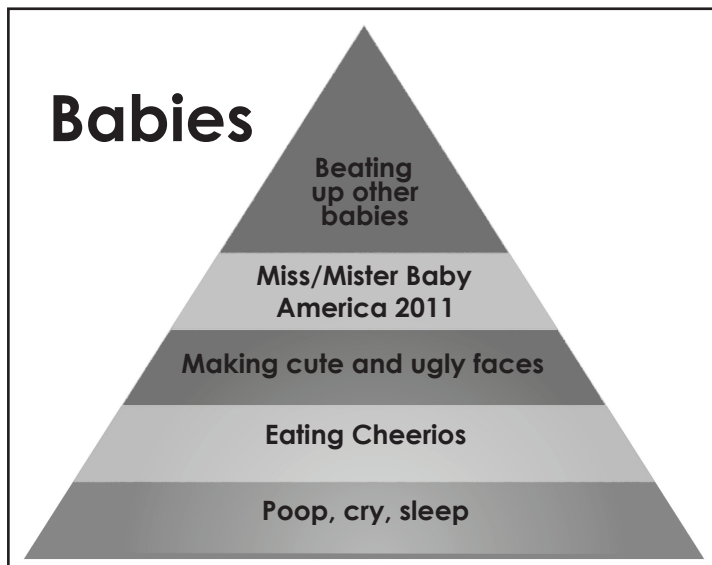 Babies
Beating
up other
babies
Miss/Mister Baby
America 2011
Making cute and ugly faces
Eating Cheerios
Poop, cry, sleep